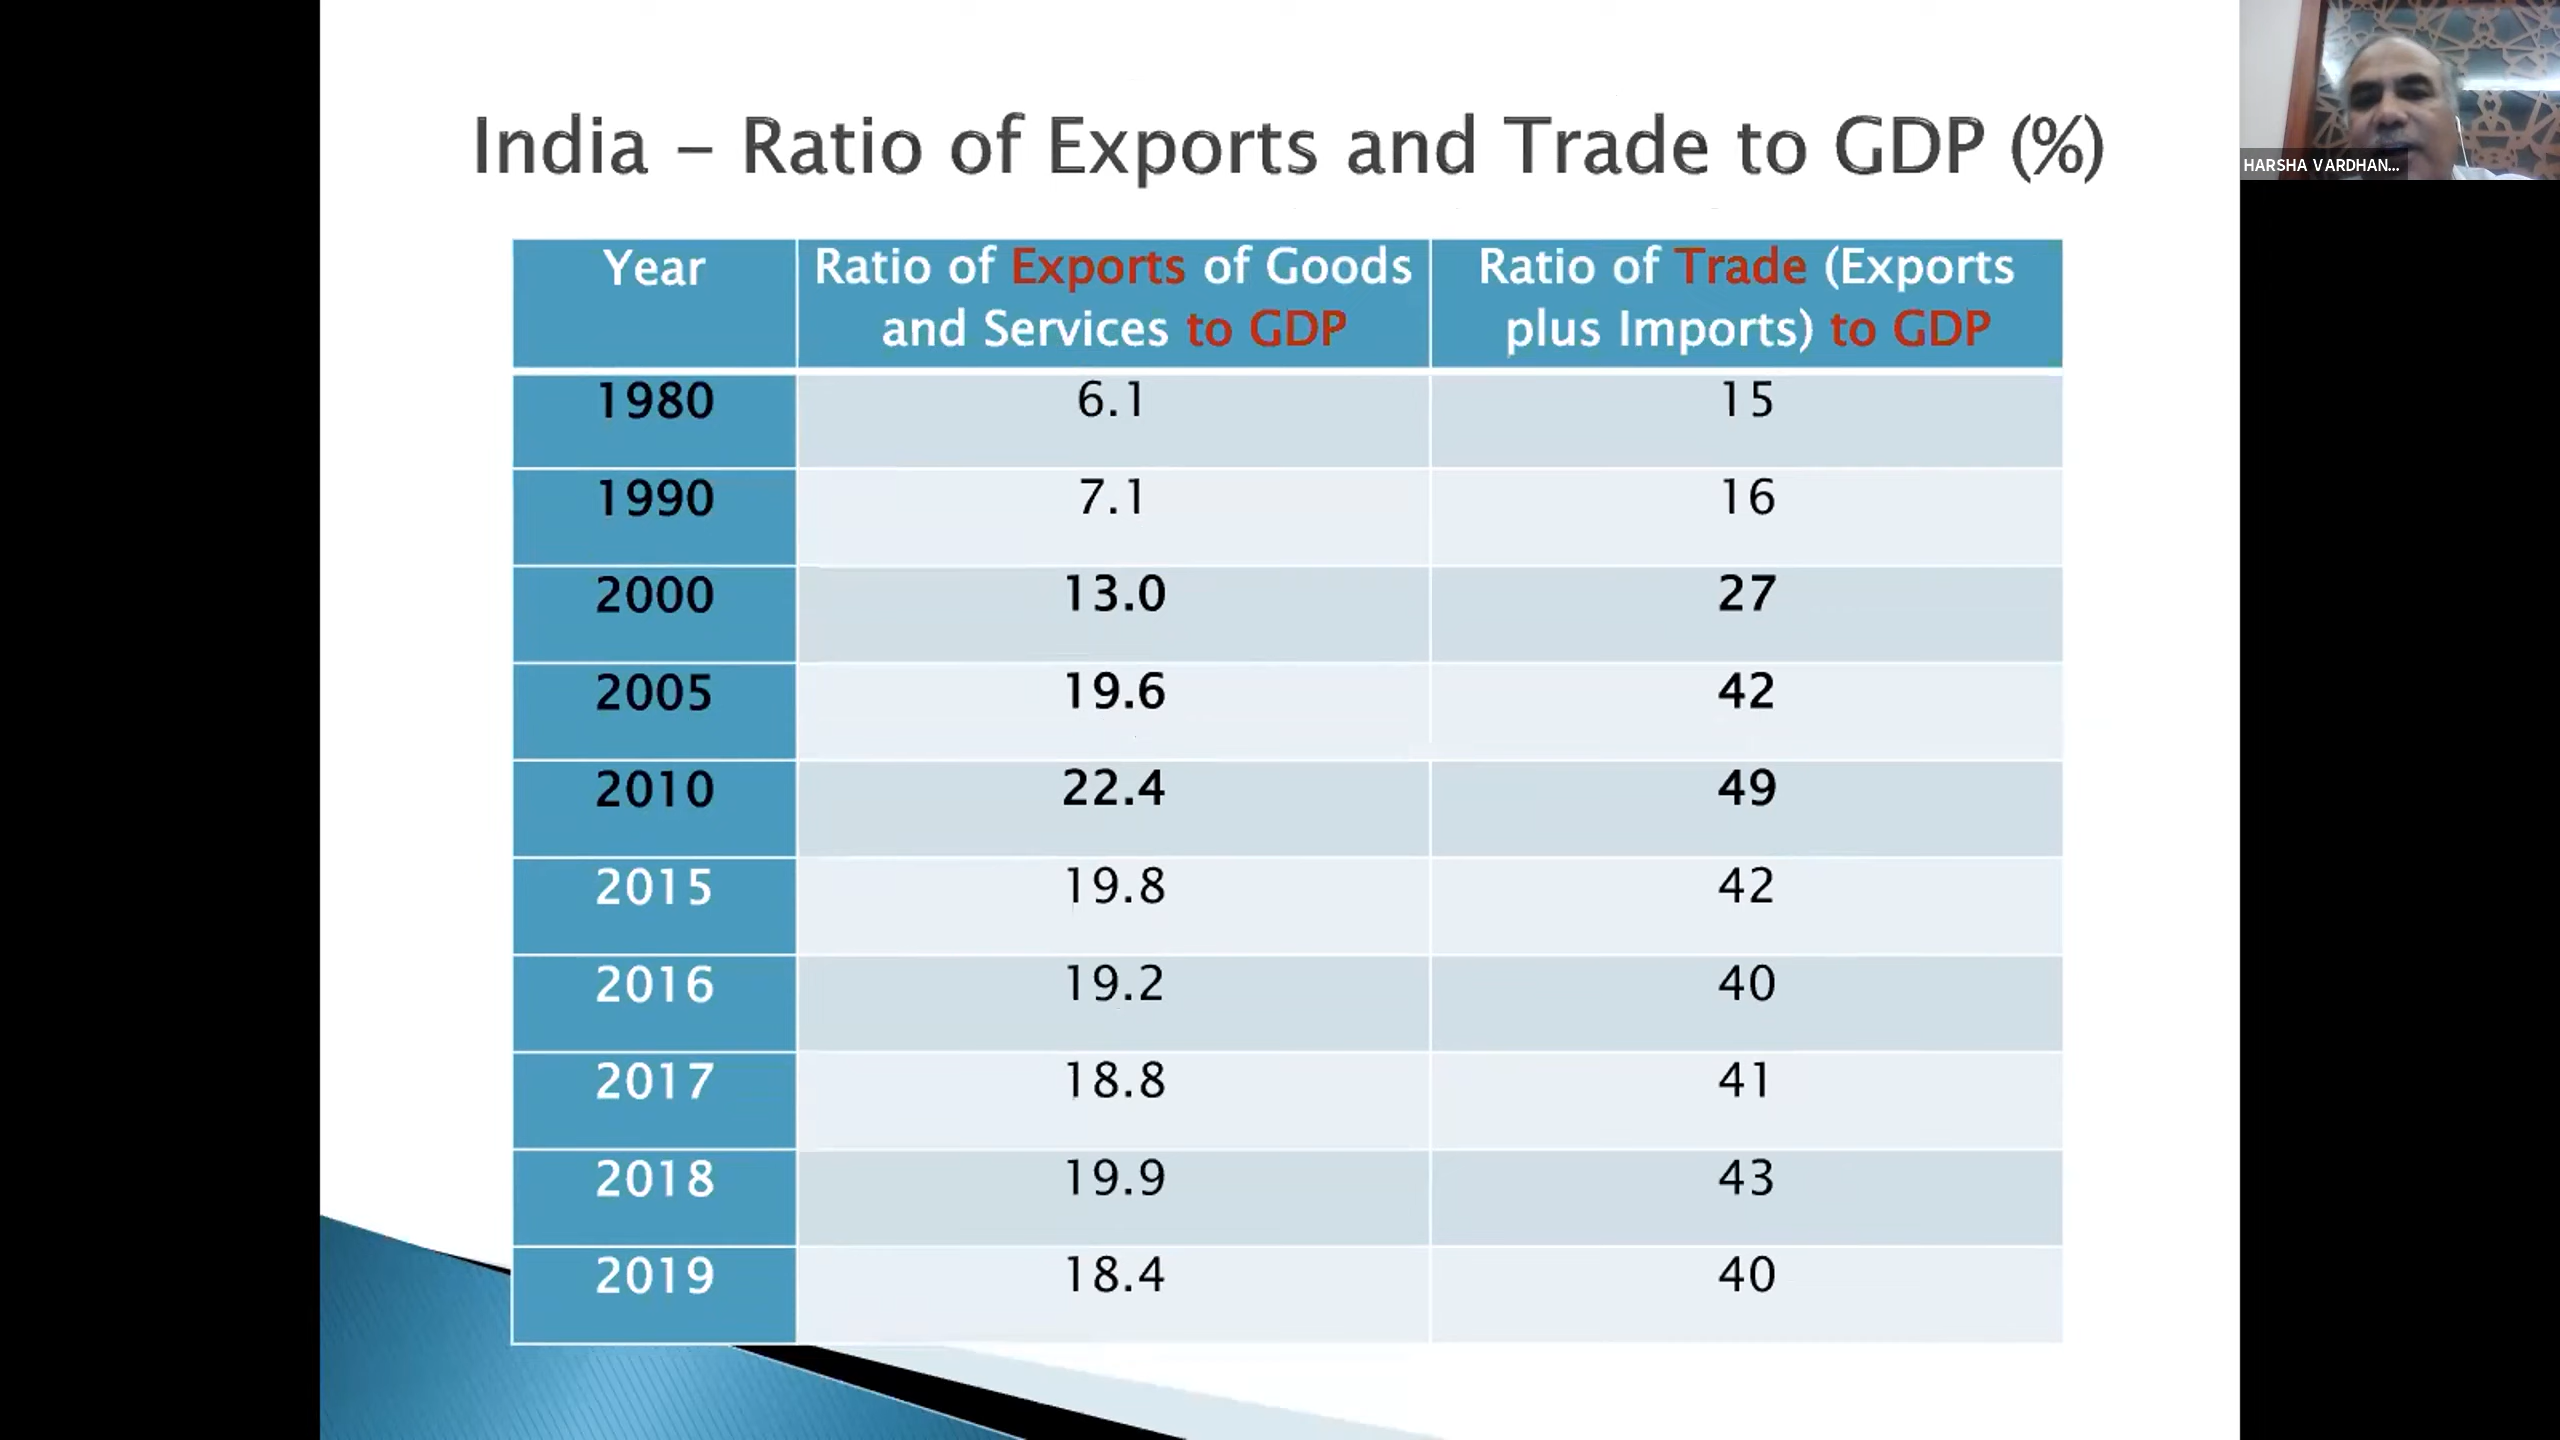 India – Ratio of Exports and Trade to GDP (%)
HARSHA VARDHAN...
Year
Ratio of Exports of Goods
and Services to GDP
Ratio of Trade (Exports
plus Imports) to GDP
1980 6.1 15
1990 7.1 16
2000 13.0 27
2005 19.6 42
2010 22.4 49
2015 19.8 42
2016 19.2 40
2017 18.8 41
2018 19.9 43
2019 18.4 40